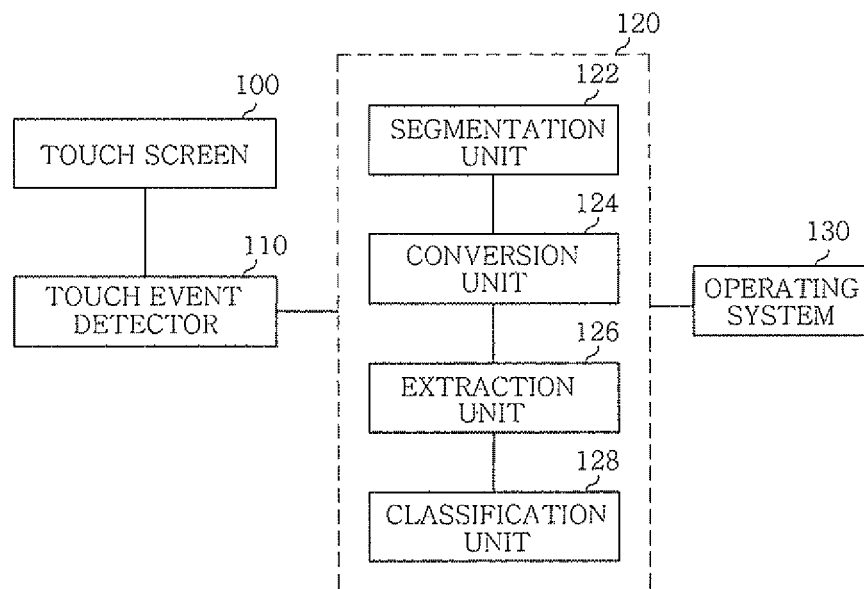 120
100
TOUCH SCREEN
110
TOUCH EVENT
DETECTOR
122
SEGMENTATION
UNIT
124
CONVERSION
UNIT
126
EXTRACTION
UNIT
128
CLASSIFICATION
UNIT
130
OPERATING
SYSTEM